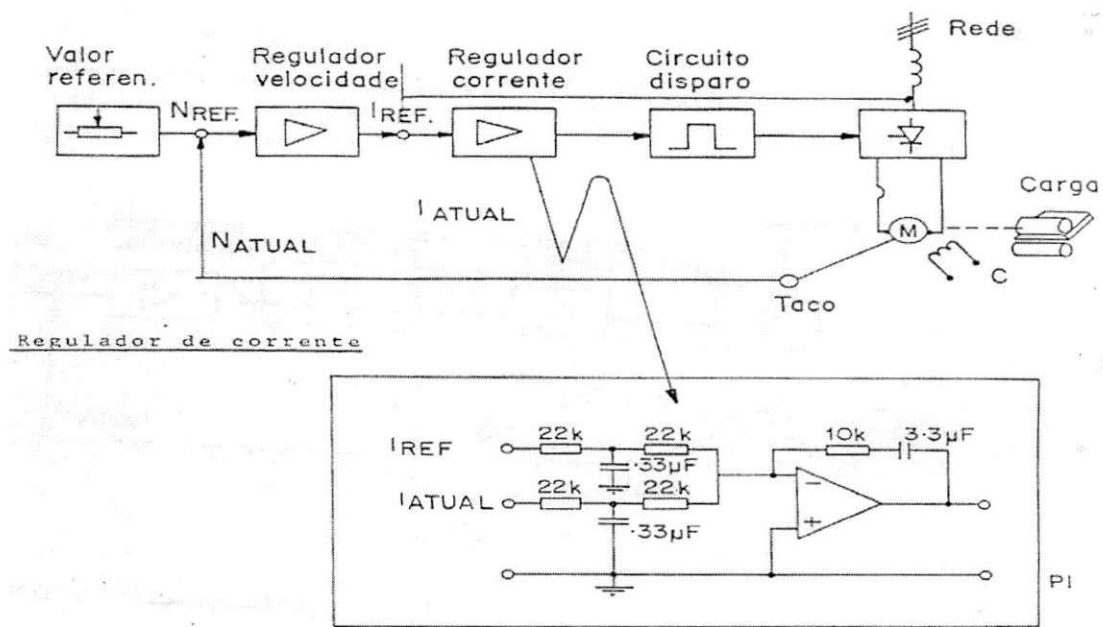 Rede
Valor
referen.
Regulador
velocidade
Regulador
corrente
Circuito
disparo
NREF.
IREF.
I ATUAL
NATUAL
Carga
M
C
Taco
Regulador de corrente
IREF
22k
22k
.33µF
10k
3.3µF
IATUAL
22k
22k
.33µF
−
+
PI